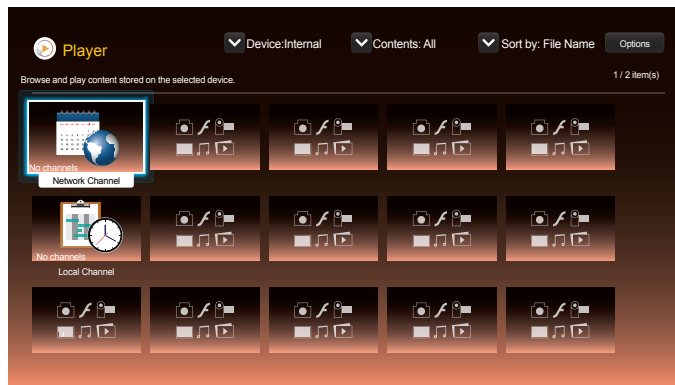 Player
Device:Internal
Contents: All
Sort by: File Name
Options
Browse and play content stored on the selected device.
1 / 2 item(s)
No channels
Network Channel
No channels
Local Channel